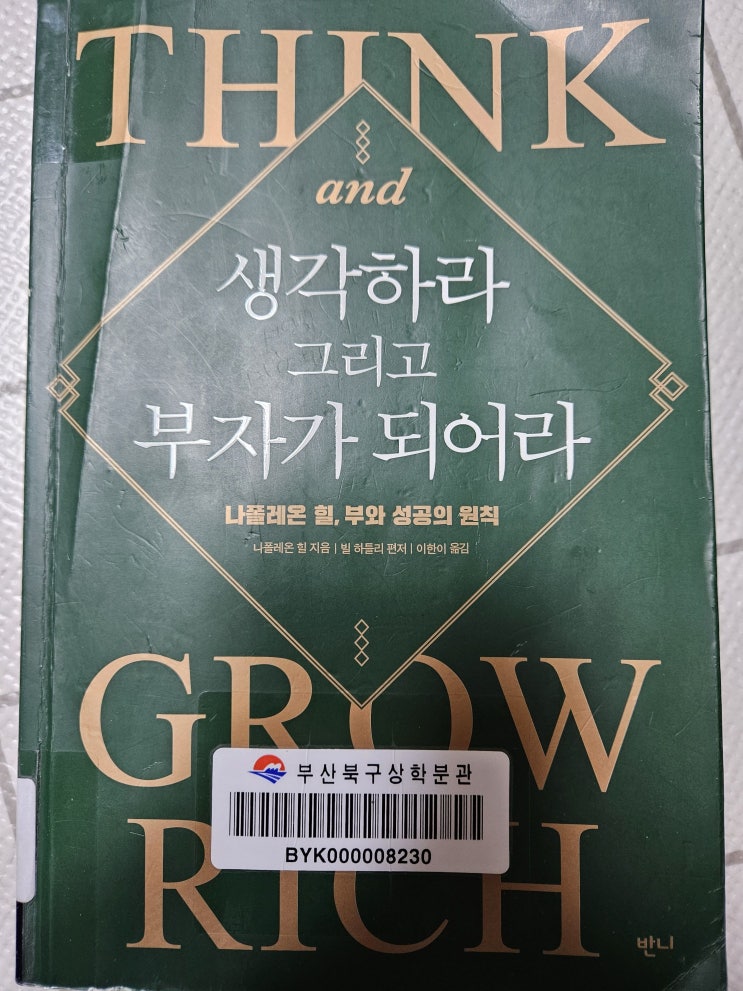 THINK
and
생각하라
그리고
부자가 되어라
나폴레온 힐, 부와 성공의 원칙
나폴레온 힐 지음 | 빌 하틀리 편저 | 이한이 옮김
GROW
부산북구상학분관
BYK000008230
RICH
반니